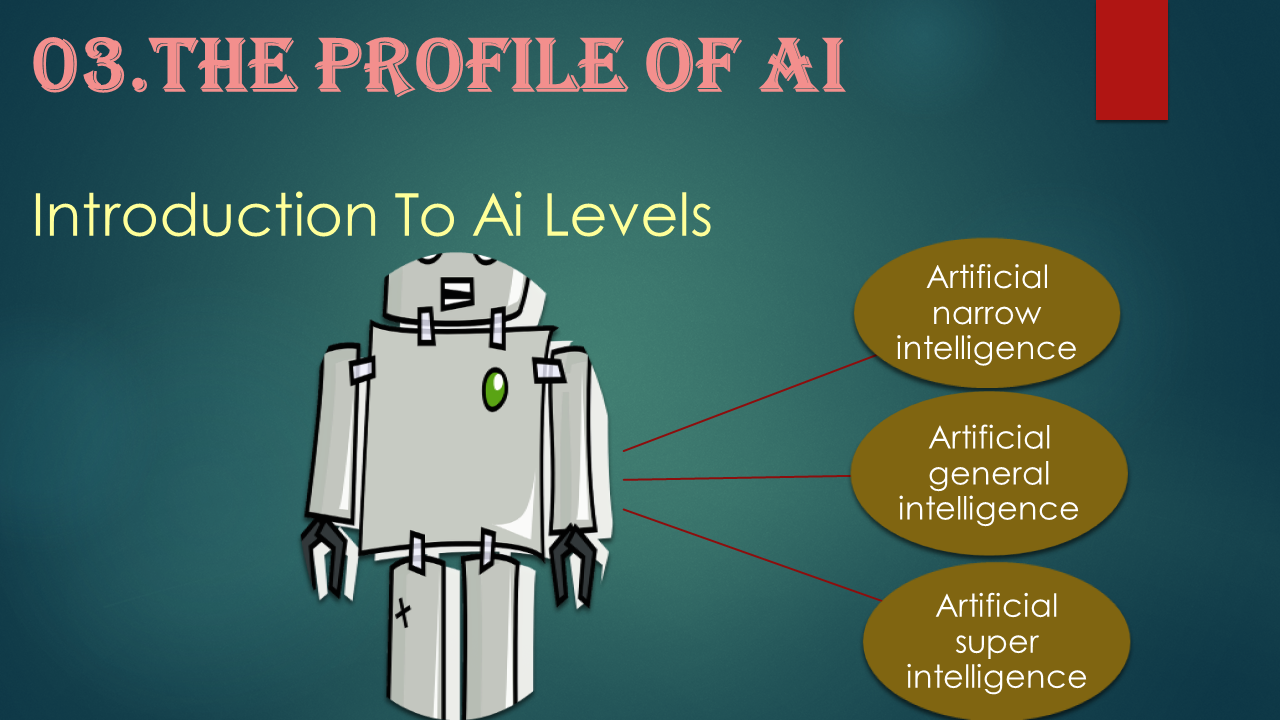 03.THE PROFILE OF AI
Introduction To Ai Levels
Artificial
narrow
intelligence
Artificial
general
intelligence
Artificial
super
intelligence